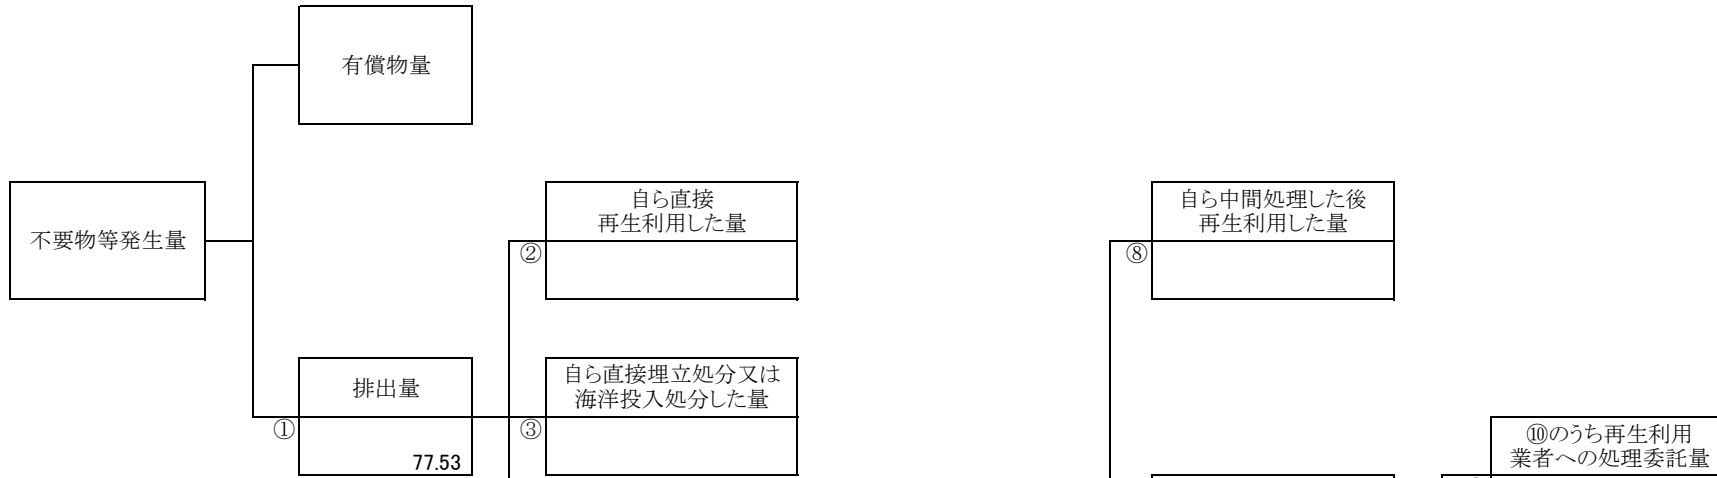 有償物量
不要物等発生量
自ら直接
再生利用した量
②
自ら中間処理した後
再生利用した量
⑧
排出量
①
77.53
自ら直接埋立処分又は
海洋投入処分した量
③
⑩のうち再生利用
業者への処理委託量